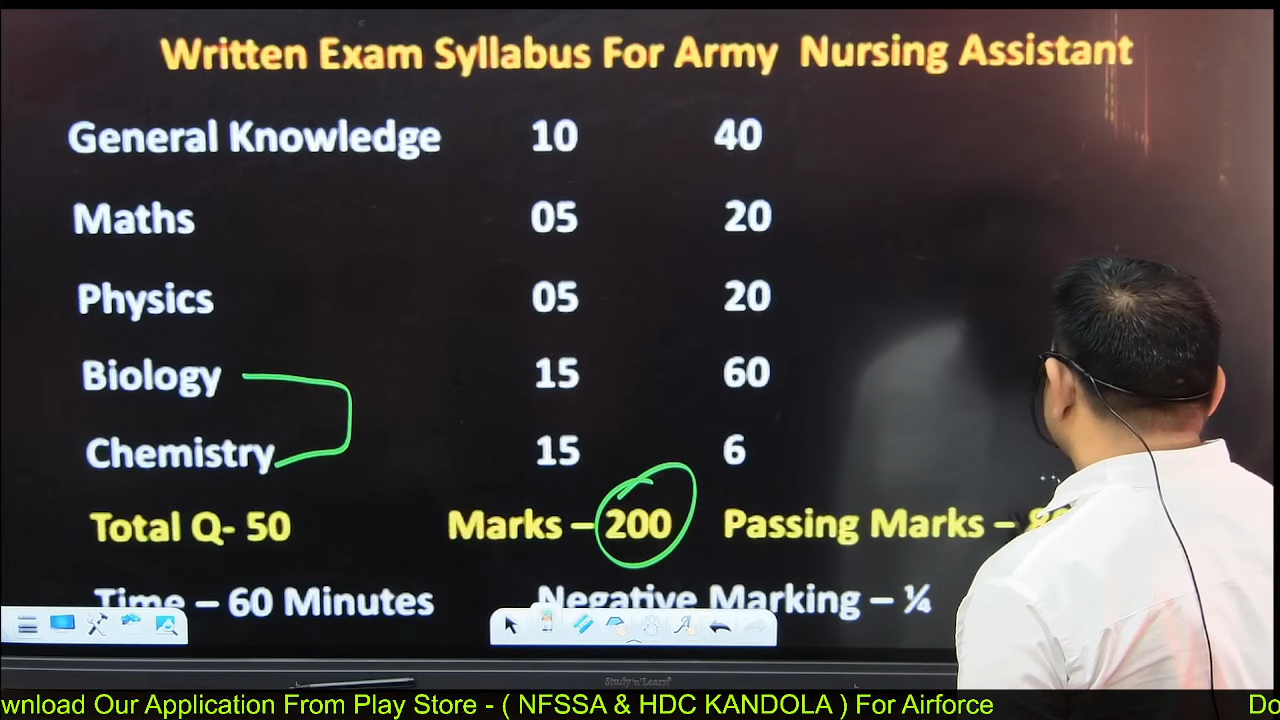 Written Exam Syllabus For Army Nursing Assistant
General Knowledge 10 40
Maths 05 20
Physics 05 20
Biology 15 60
Chemistry 15 6
Total Q- 50 Marks – 200 Passing Marks –
Time – 60 Minutes Negative Marking – ¼
Study'n'Learn
wnload Our Application From Play Store - ( NFSSA & HDC KANDOLA ) For Airforce Do